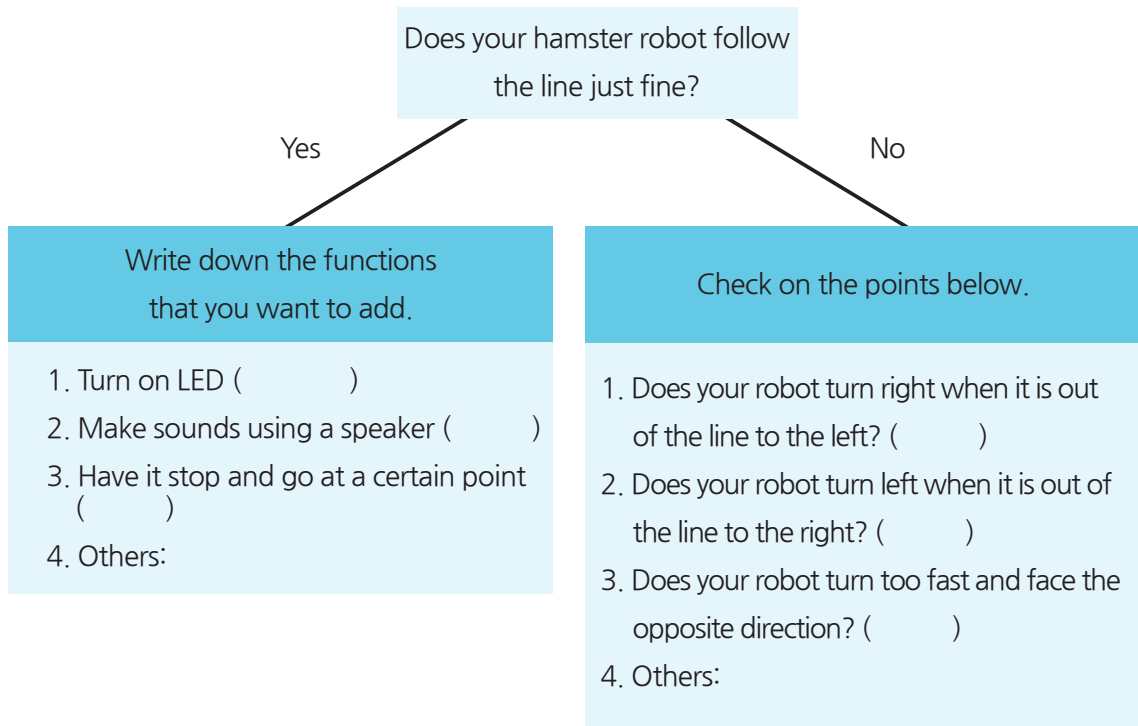 Does your hamster robot follow
the line just fine?
Yes
No
Write down the functions
that you want to add.
1. Turn on LED (          )
2. Make sounds using a speaker (          )
3. Have it stop and go at a certain point
(          )
4. Others:
Check on the points below.
1. Does your robot turn right when it is out
of the line to the left? (          )
2. Does your robot turn left when it is out of
the line to the right? (          )
3. Does your robot turn too fast and face the
opposite direction? (          )
4. Others: